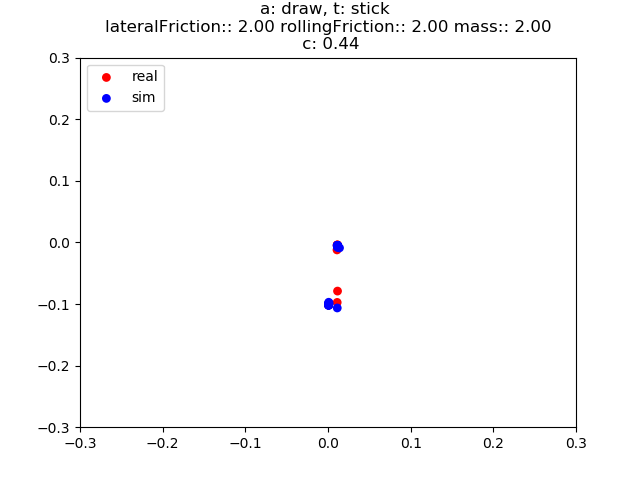 a: draw, t: stick
lateralFriction:: 2.00 rollingFriction:: 2.00 mass:: 2.00
c: 0.44
real
sim
0.3
0.2
0.1
0.0
−0.1
−0.2
−0.3
−0.3
−0.2
−0.1
0.0
0.1
0.2
0.3